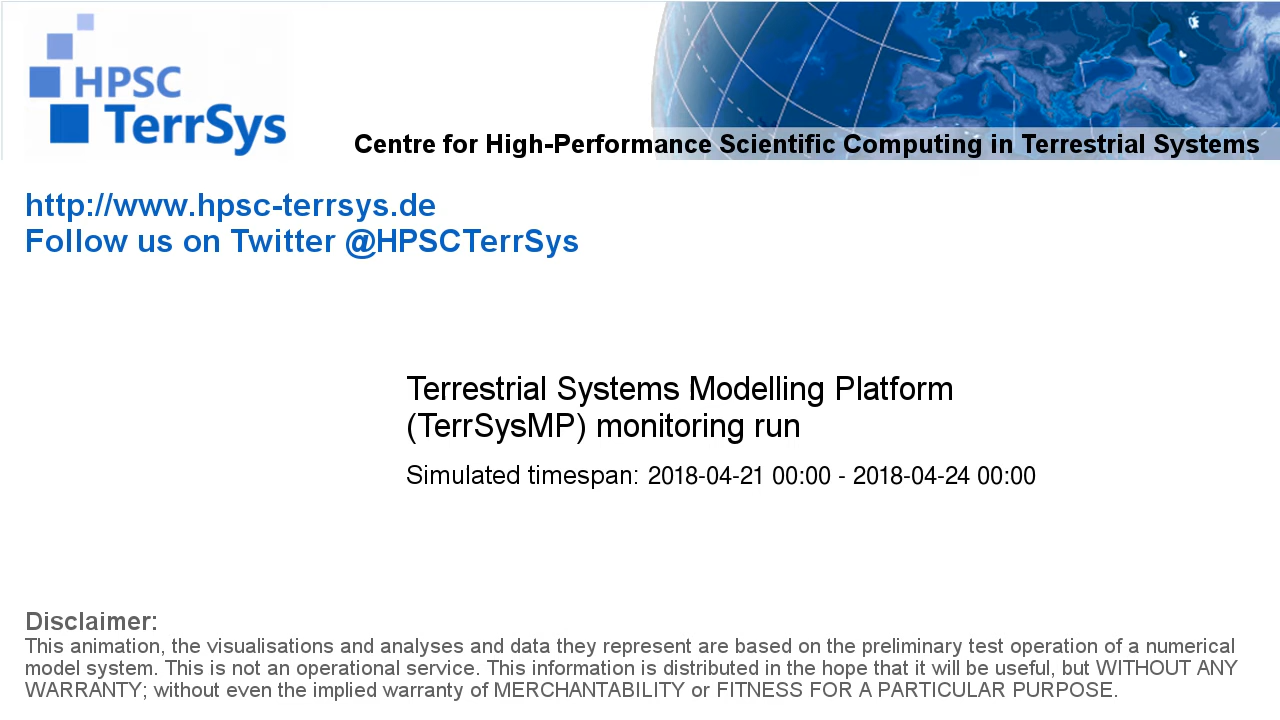 HPSC
TerrSys
Centre for High-Performance Scientific Computing in Terrestrial Systems
http://www.hpsc-terrsys.de
Follow us on Twitter @HPSCTerrSys
Terrestrial Systems Modelling Platform
(TerrSysMP) monitoring run
Simulated timespan: 2018-04-21 00:00 - 2018-04-24 00:00
Disclaimer:
This animation, the visualisations and analyses and data they represent are based on the preliminary test operation of a numerical
model system. This is not an operational service. This information is distributed in the hope that it will be useful, but WITHOUT ANY
WARRANTY; without even the implied warranty of MERCHANTABILITY or FITNESS FOR A PARTICULAR PURPOSE.